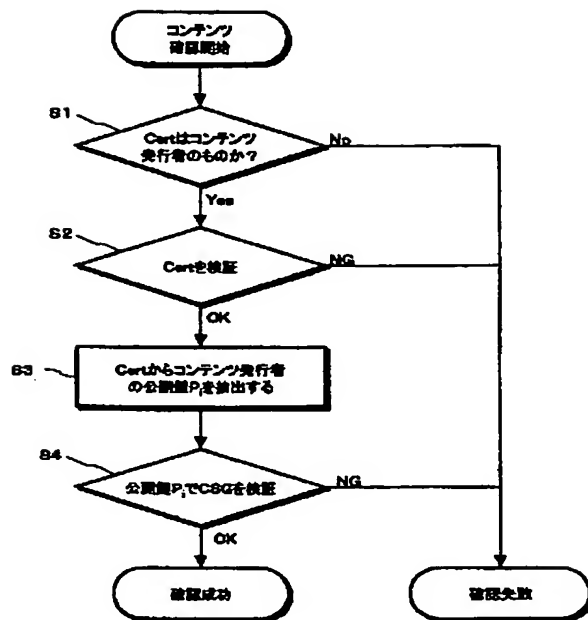 コンテンツ
確認開始
S1
Certはコンテンツ
発行者のものか?
No
Yes
S2
Certを検証
NG
OK
S3
Certからコンテンツ発行者
の公開鍵Piを抽出する
S4
公開鍵PiでCSGを検証
NG
OK
確認成功
確認失敗